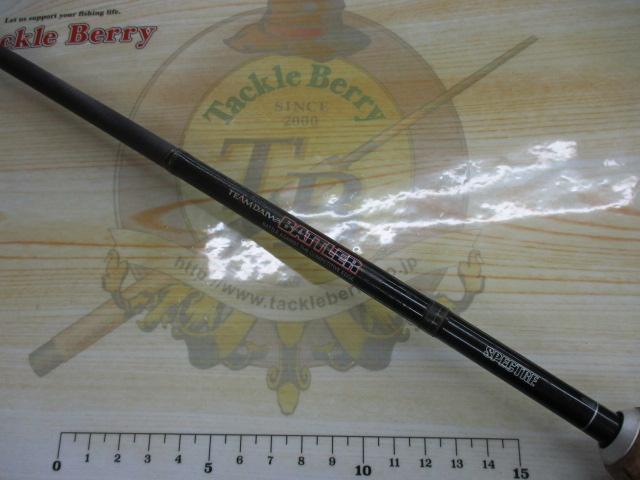 Let us support your fishing life.
ckle Berry
Tackle Berry
SINCE
2000
TB
TEAM DAIWA BATTLER
SPECTRE
http://www.tackleberry.co.jp
0 1 2 3 4 5 6 7 8 9 10 11 12 13 14 15